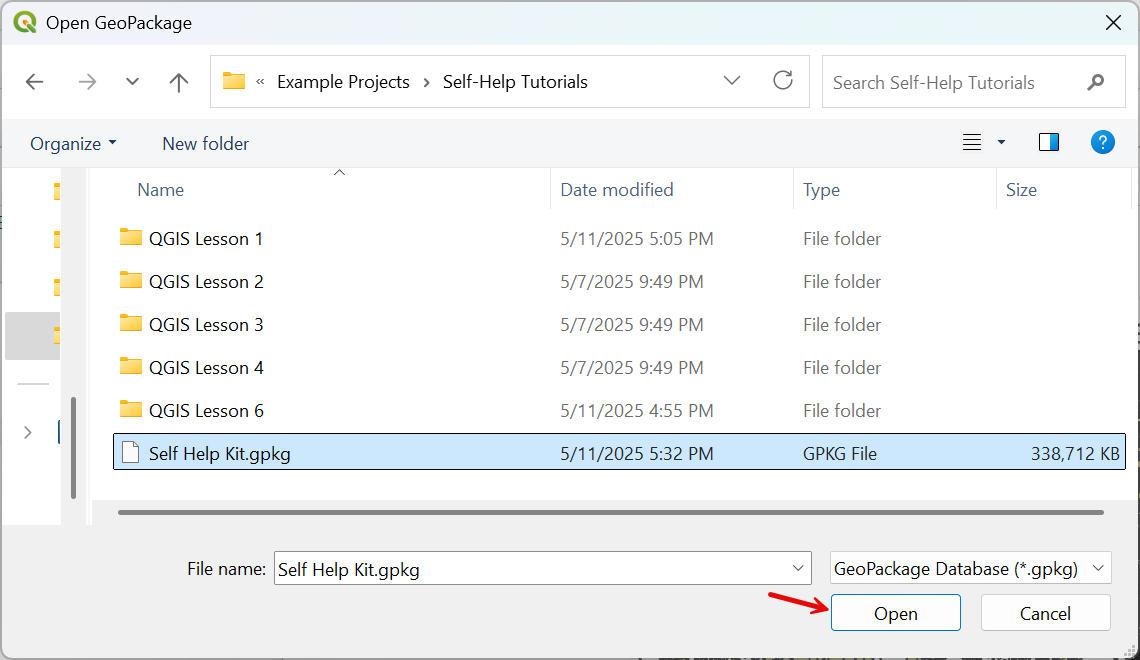 Open GeoPackage
« Example Projects › Self-Help Tutorials
Search Self-Help Tutorials
Organize New folder
?
Name Date modified Type Size
QGIS Lesson 1 5/11/2025 5:05 PM File folder
QGIS Lesson 2 5/7/2025 9:49 PM File folder
QGIS Lesson 3 5/7/2025 9:49 PM File folder
QGIS Lesson 4 5/7/2025 9:49 PM File folder
QGIS Lesson 6 5/11/2025 4:55 PM File folder
Self Help Kit.gpkg 5/11/2025 5:32 PM GPKG File 338,712 KB
File name: Self Help Kit.gpkg GeoPackage Database (*.gpkg)
Open Cancel